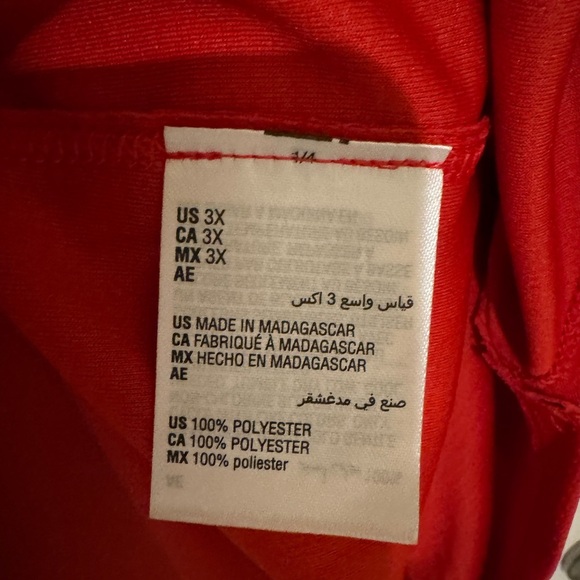 1/4
US 3X
CA 3X
MX 3X
AE
قياس واسع 3 اكس
US MADE IN MADAGASCAR
CA FABRIQUÉ À MADAGASCAR
MX HECHO EN MADAGASCAR
AE
صنع في مدغشقر
US 100% POLYESTER
CA 100% POLYESTER
MX 100% poliester